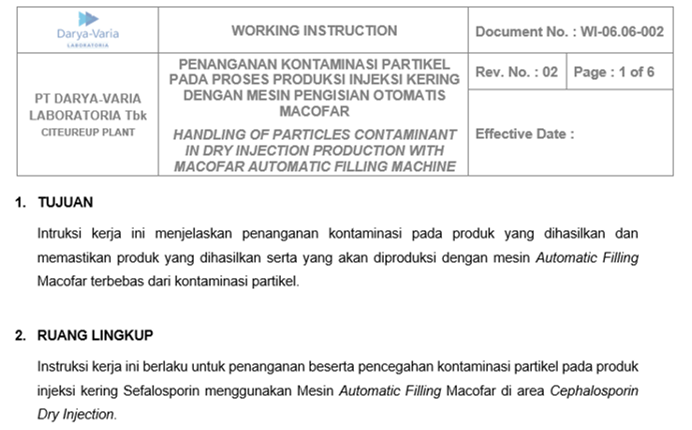 Darya-Varia
LABORATORIA
WORKING INSTRUCTION
Document No. : WI-06.06-002
PT DARYA-VARIA
LABORATORIA Tbk
CITEUREUP PLANT
PENANGANAN KONTAMINASI PARTIKEL
PADA PROSES PRODUKSI INJEKSI KERING
DENGAN MESIN PENGISIAN OTOMATIS
MACOFAR
HANDLING OF PARTICLES CONTAMINANT
IN DRY INJECTION PRODUCTION WITH
MACOFAR AUTOMATIC FILLING MACHINE
Rev. No. : 02 Page : 1 of 6
Effective Date :
1. TUJUAN
Intruksi kerja ini menjelaskan penanganan kontaminasi pada produk yang dihasilkan dan
memastikan produk yang dihasilkan serta yang akan diproduksi dengan mesin Automatic Filling
Macofar terbebas dari kontaminasi partikel.
2. RUANG LINGKUP
Instruksi kerja ini berlaku untuk penanganan beserta pencegahan kontaminasi partikel pada produk
injeksi kering Sefalosporin menggunakan Mesin Automatic Filling Macofar di area Cephalosporin
Dry Injection.